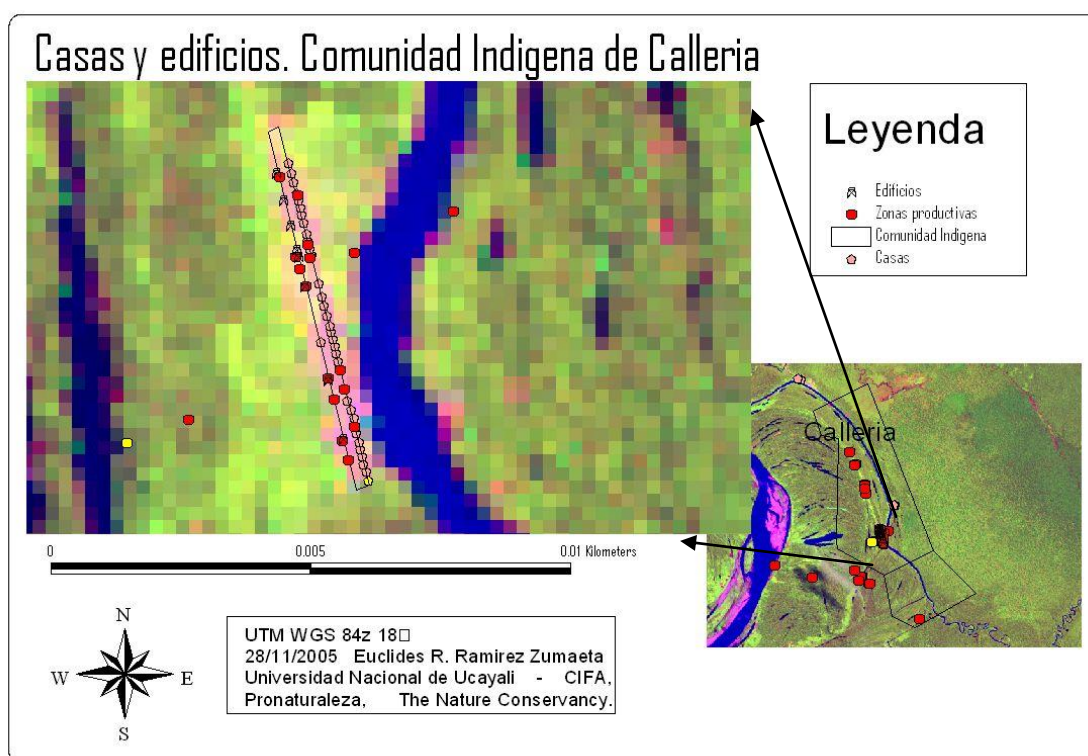 Casas y edificios. Comunidad Indigena de Calleria
Leyenda
Edificios
Zonas productivas
Comunidad Indigena
Casas
Calleria
0 0.005 0.01 Kilometers
N
W E
S
UTM WGS 84z 18□
28/11/2005 Euclides R. Ramirez Zumaeta
Universidad Nacional de Ucayali - CIFA,
Pronaturaleza, The Nature Conservancy.